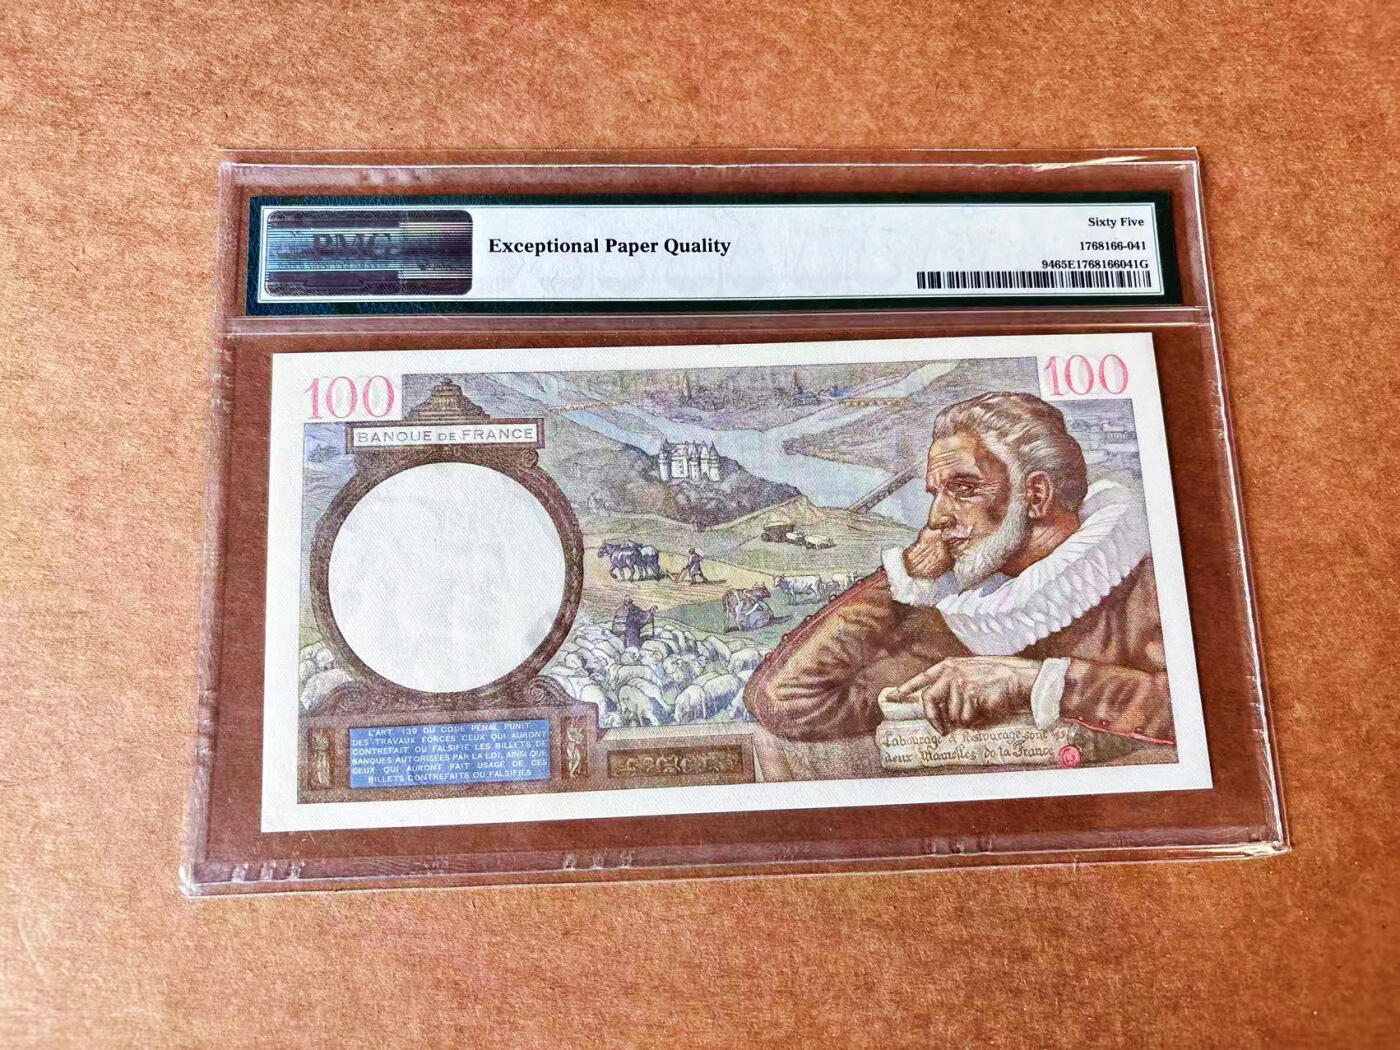 PMG
Exceptional Paper Quality
Sixty Five
1768166-041
9465E1768166041G
100
100
BANQUE DE FRANCE
L'ART. 139 DU CODE PÉNAL PUNIT
DES TRAVAUX FORCÉS CEUX QUI AURONT
CONTREFAIT OU FALSIFIÉ LES BILLETS DE
BANQUES AUTORISÉES PAR LA LOI, AINSI QUE
CEUX QUI AURONT FAIT USAGE DE CES
BILLETS CONTREFAITS OU FALSIFIÉS
Labourage & Pastourage sont les
deux Mamelles de la France